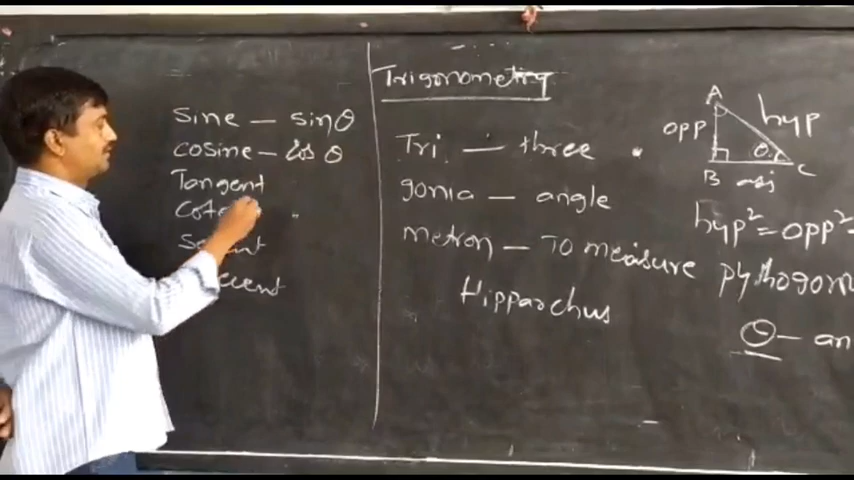 Sine — sinθ
cosine — cos θ
Tangent
Trigonometry
Tri — three
gonia — angle
metron — To measure
Hipparchus
A
opp
hyp
θ
B
adj
C
hyp² = opp²
θ — an